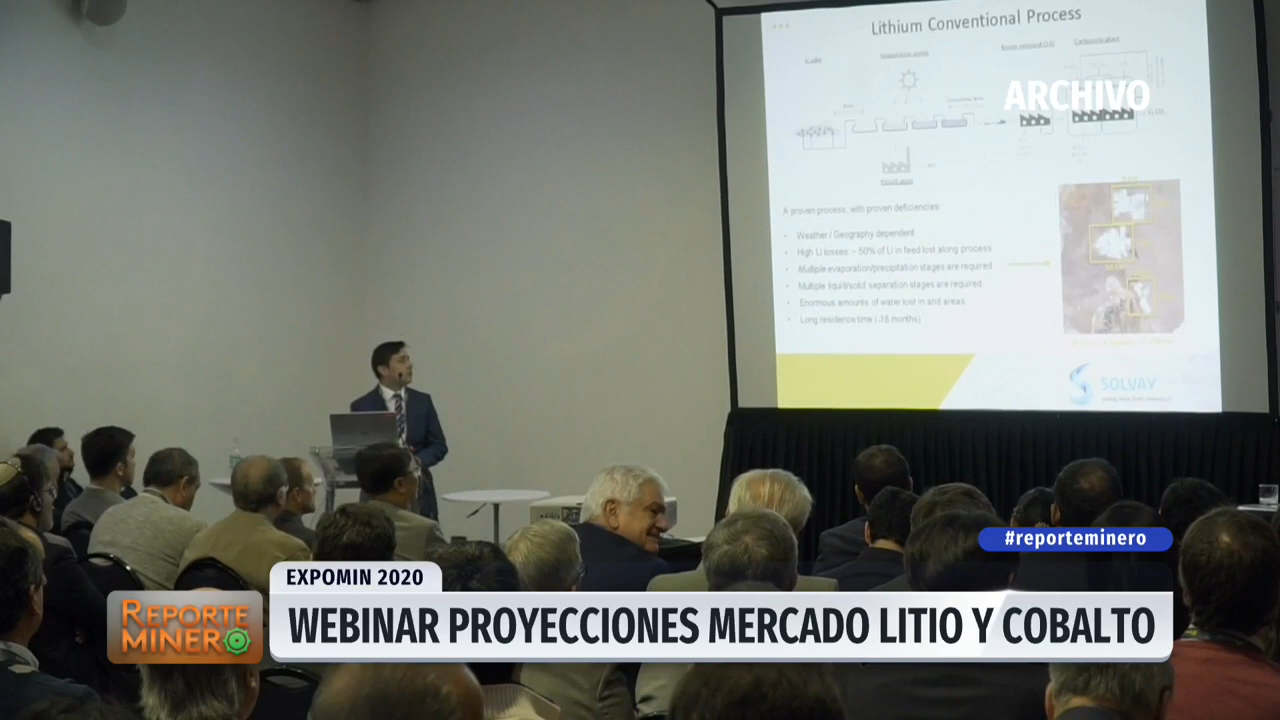 Lithium Conventional Process
ARCHIVO
A proven process, with proven deficiencies:
Weather / Geography dependent
High Li losses: ~ 50% of Li in feed lost along process
Multiple evaporation/precipitation stages are required
Multiple liquid/solid separation stages are required
Enormous amounts of water lost in arid areas
Long residence time (~18 months)
SOLVAY
#reporteminero
EXPOMIN 2020
REPORTE
MINERO
WEBINAR PROYECCIONES MERCADO LITIO Y COBALTO